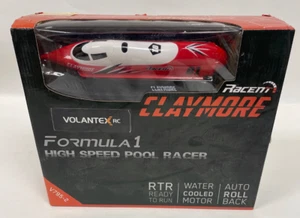 Racent
CLAYMORE
VOLANTEX RC
FORMULA 1
HIGH SPEED POOL RACER
RTR
READY
TO RUN
WATER
COOLED
MOTOR
AUTO
ROLL
BACK